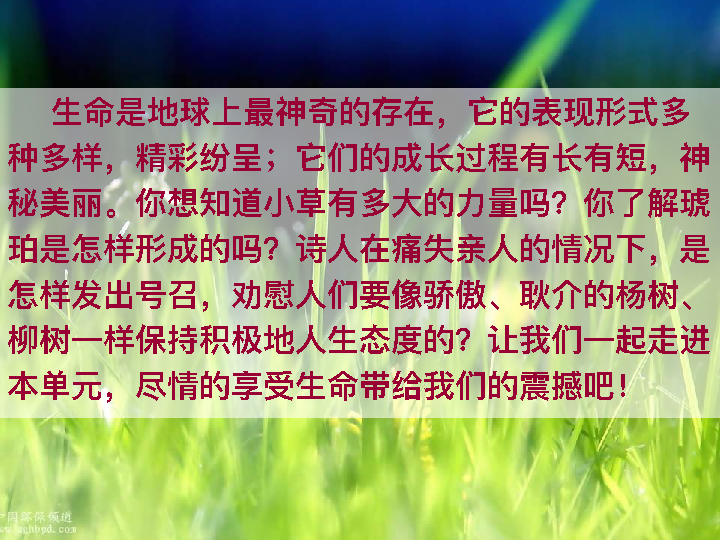 生命是地球上最神奇的存在，它的表现形式多
种多样，精彩纷呈；它们的成长过程有长有短，神
秘美丽。你想知道小草有多大的力量吗？你了解琥
珀是怎样形成的吗？诗人在痛失亲人的情况下，是
怎样发出号召，劝慰人们要像骄傲、耿介的杨树、
柳树一样保持积极地人生态度的？让我们一起走进
本单元，尽情的享受生命带给我们的震撼吧！
中国环保频道